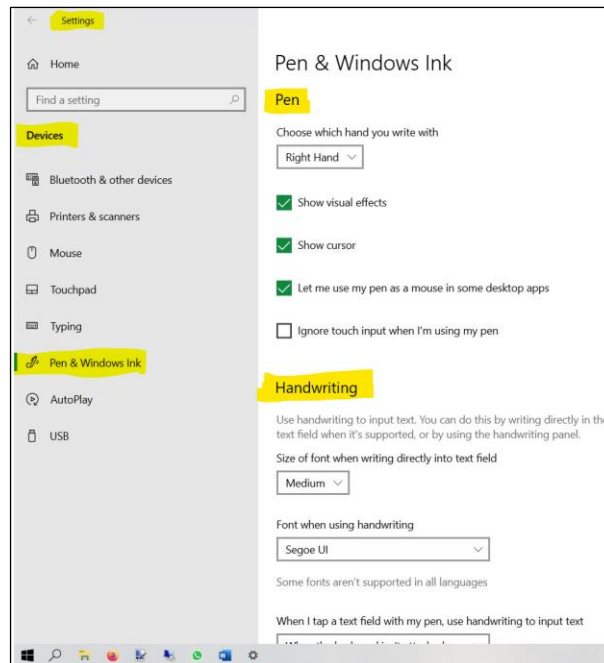 Settings
Home
Find a setting
Devices
Bluetooth & other devices
Printers & scanners
Mouse
Touchpad
Typing
Pen & Windows Ink
AutoPlay
USB
Pen & Windows Ink
Pen
Choose which hand you write with
Right Hand
Show visual effects
Show cursor
Let me use my pen as a mouse in some desktop apps
Ignore touch input when I'm using my pen
Handwriting
Use handwriting to input text. You can do this by writing directly in the
text field when it's supported, or by using the handwriting panel.
Size of font when writing directly into text field
Medium
Font when using handwriting
Segoe UI
Some fonts aren't supported in all languages
When I tap a text field with my pen, use handwriting to input text